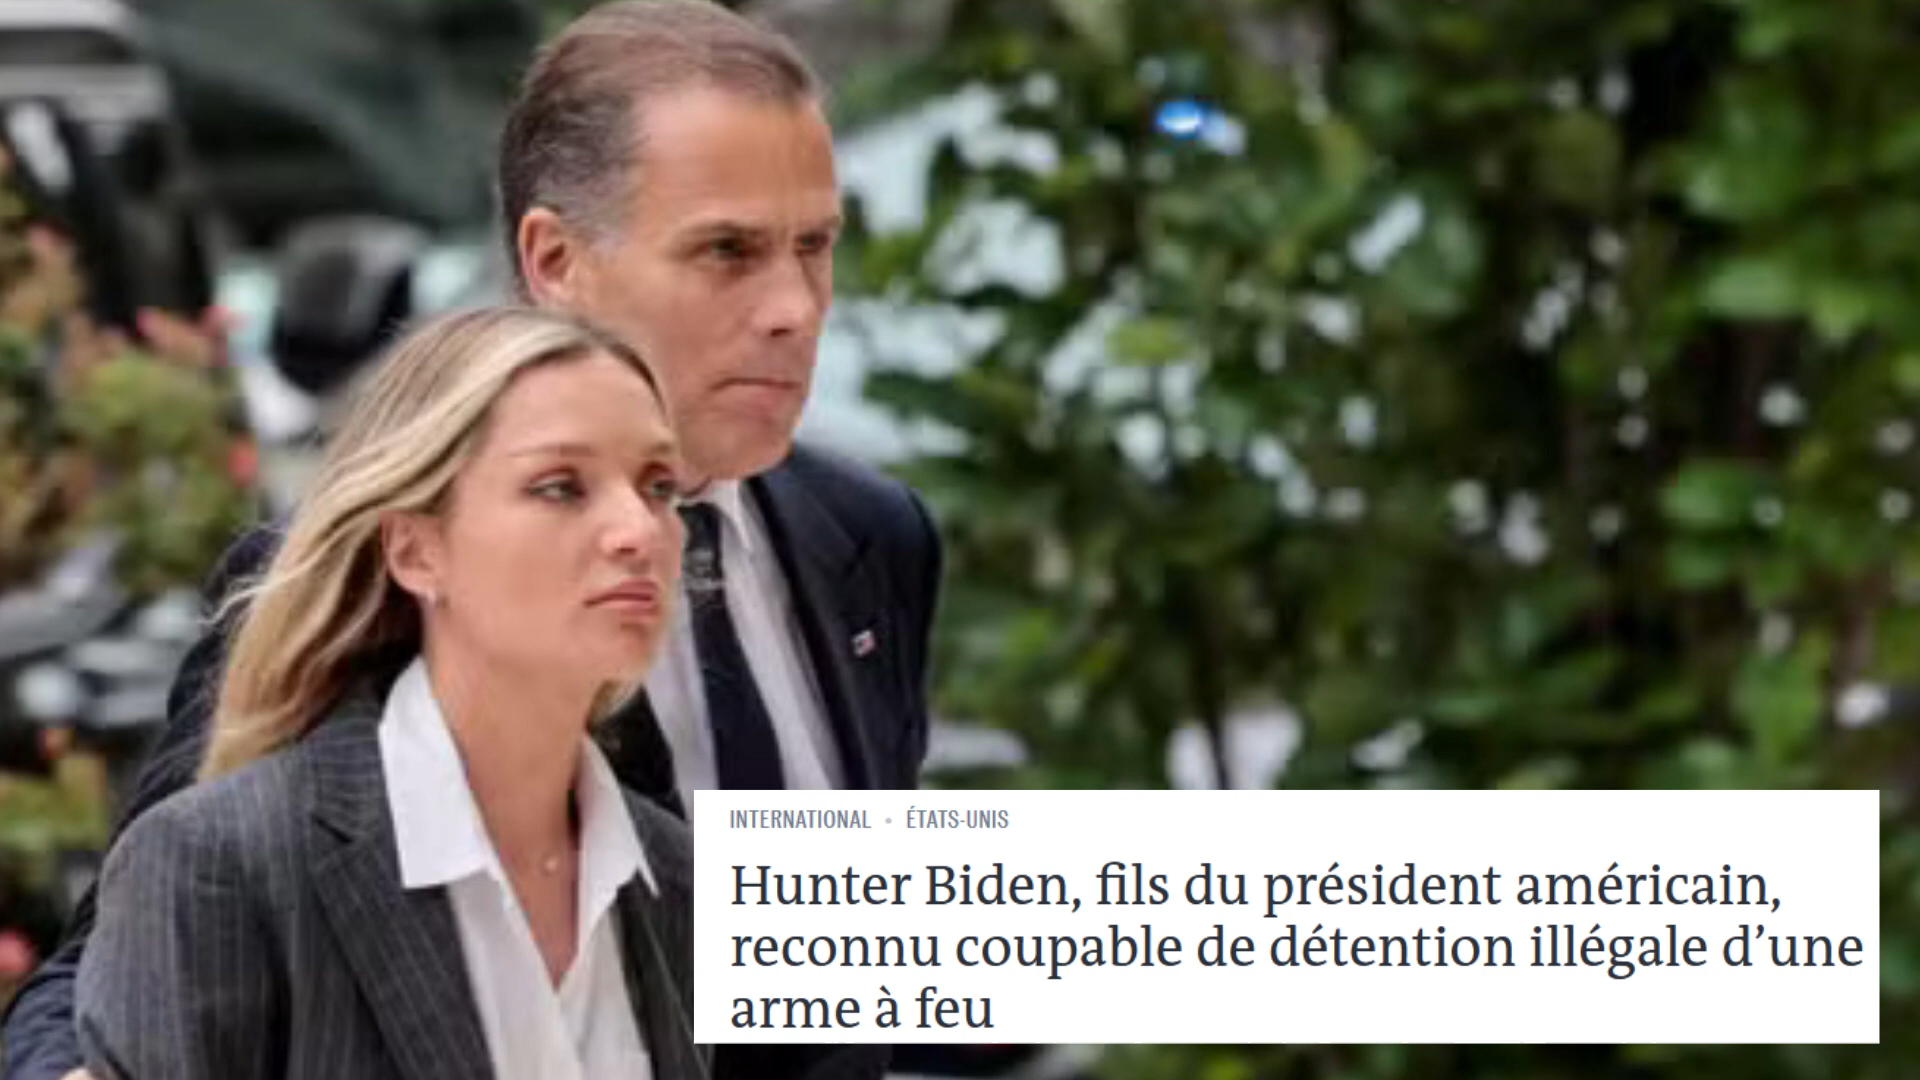 INTERNATIONAL • ÉTATS-UNIS
Hunter Biden, fils du président américain,
reconnu coupable de détention illégale d’une
arme à feu